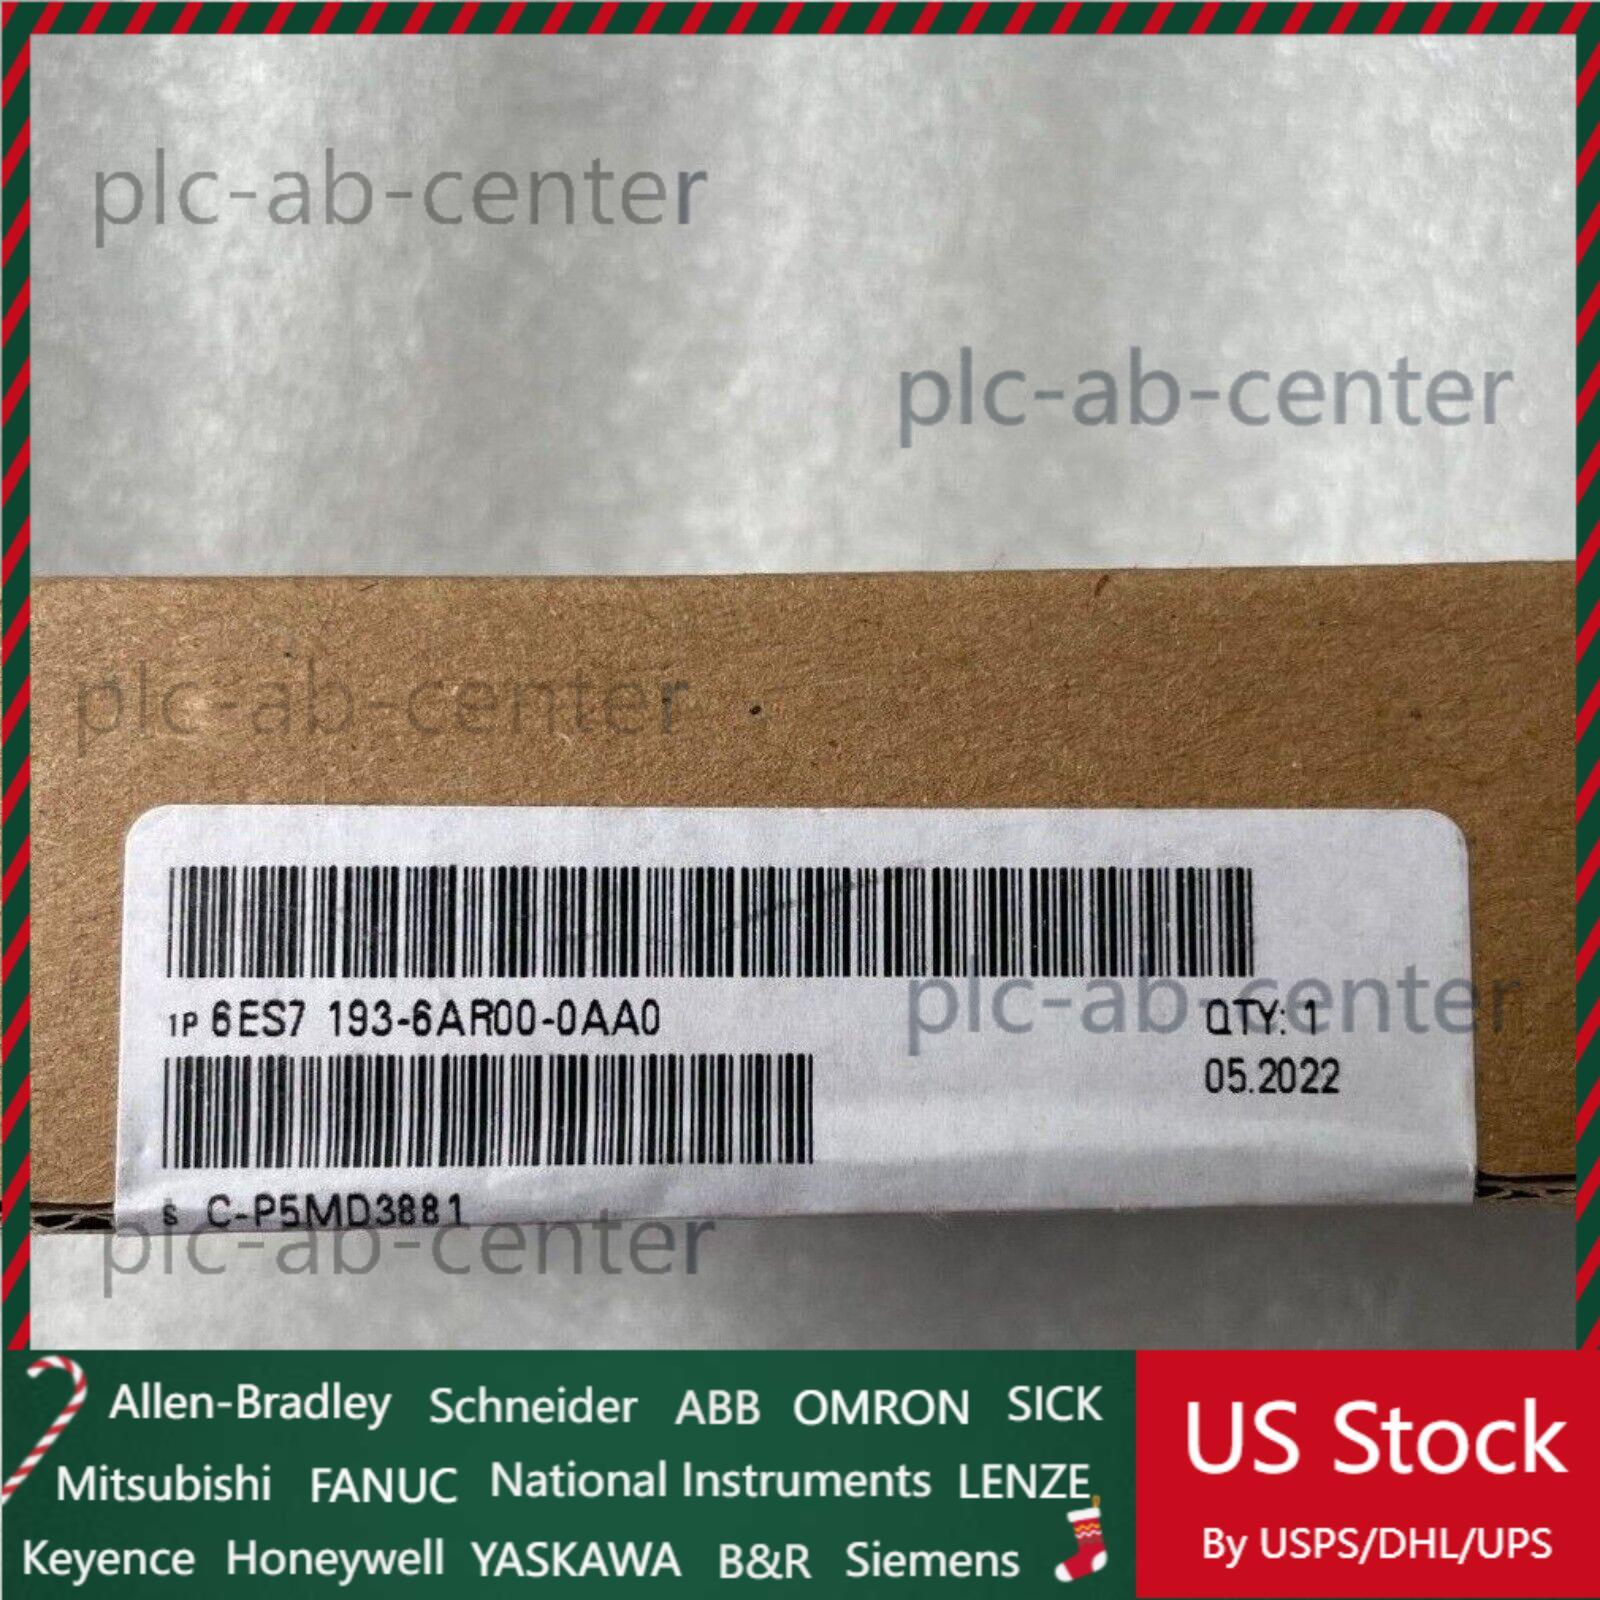 plc-ab-center
plc-ab-center
plc-ab-center
1P 6ES7 193-6AR00-0AA0
plc-ab-center
QTY: 1
05.2022
S C-P5MD3881
plc-ab-center
Allen-Bradley Schneider ABB OMRON SICK
Mitsubishi FANUC National Instruments LENZE
Keyence Honeywell YASKAWA B&R Siemens
US Stock
By USPS/DHL/UPS